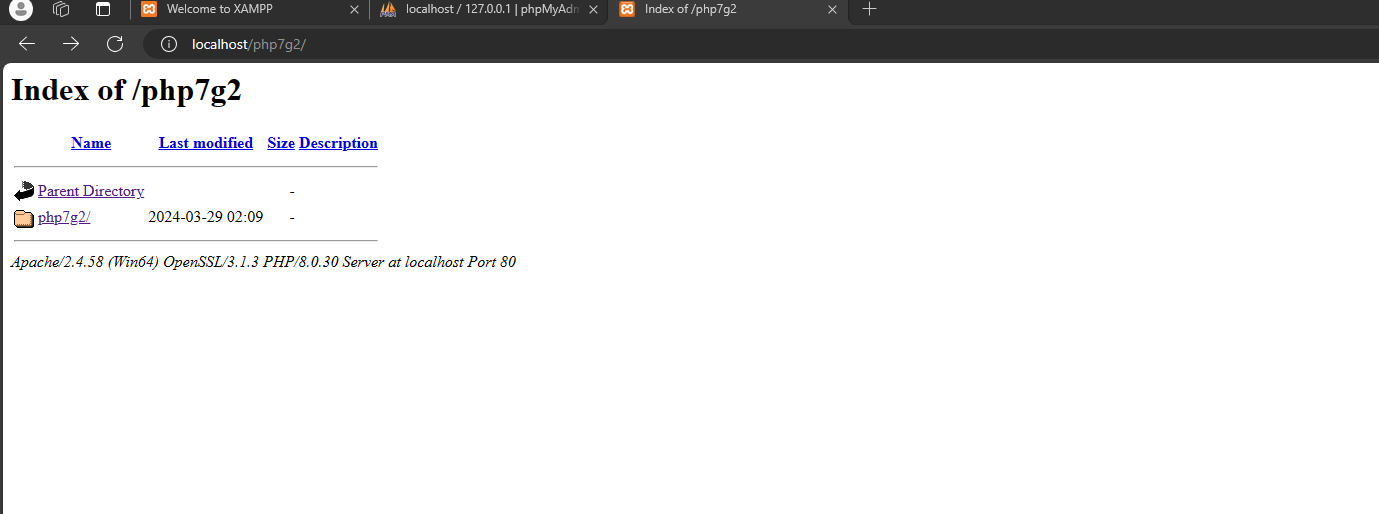 Welcome to XAMPP
localhost / 127.0.0.1 | phpMyAdm
Index of /php7g2
localhost/php7g2/
Index of /php7g2
Name Last modified Size Description
Parent Directory -
php7g2/ 2024-03-29 02:09 -
Apache/2.4.58 (Win64) OpenSSL/3.1.3 PHP/8.0.30 Server at localhost Port 80